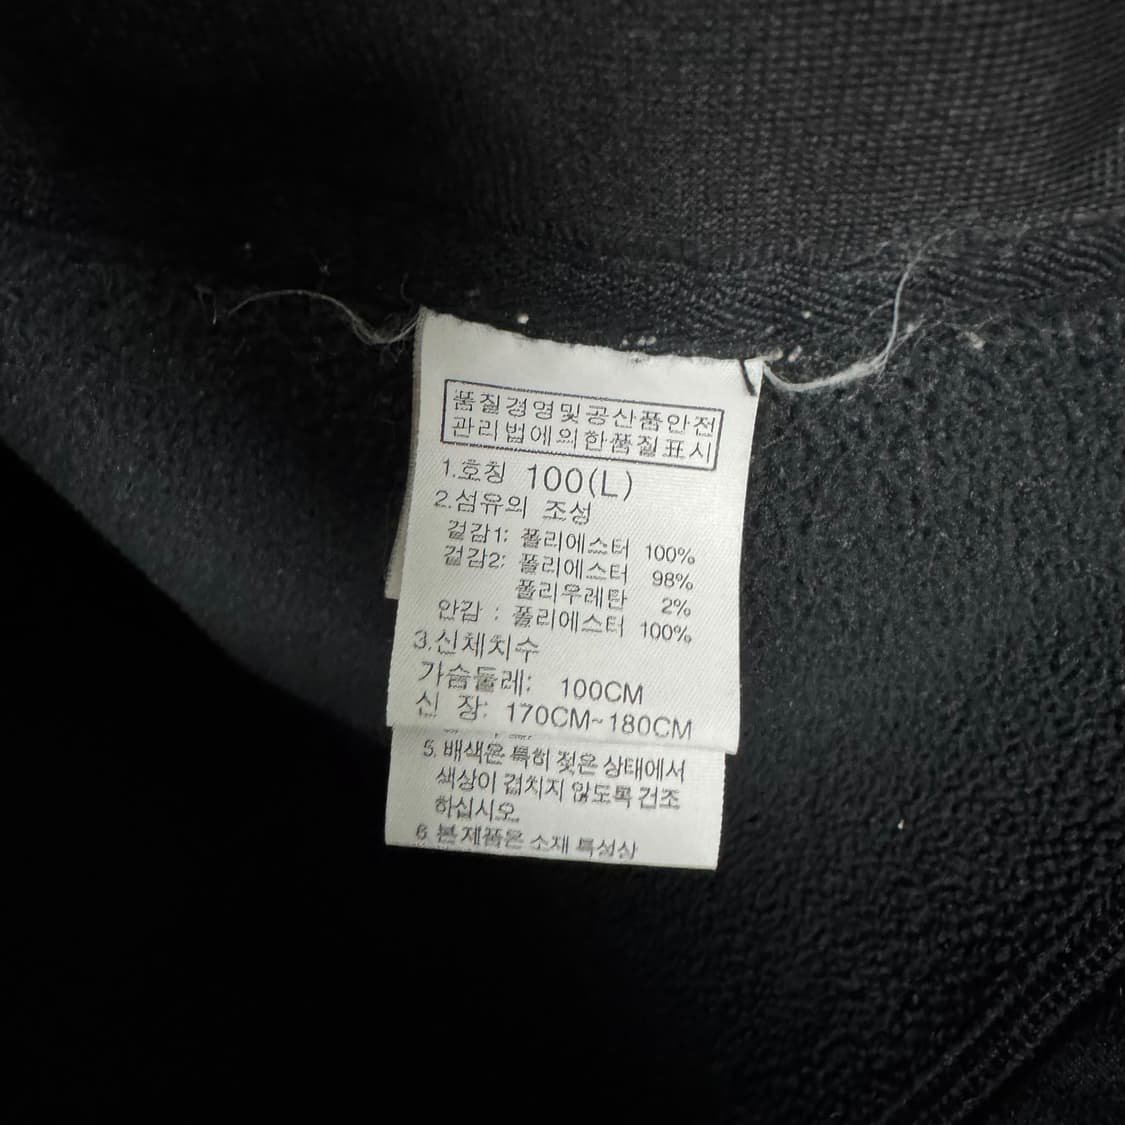 품질경영및공산품안전
관리법에의한품질표시
1.호칭 100(L)
2.섬유의 조성
겉감1: 폴리에스터 100%
겉감2: 폴리에스터 98%
폴리우레탄 2%
안감 : 폴리에스터 100%
3.신체치수
가슴둘레: 100CM
신 장: 170CM~180CM
5. 배색은 특히 젖은 상태에서
색상이 겹치지 않도록 건조
하십시오.
6. 본 제품은 소재 특성상